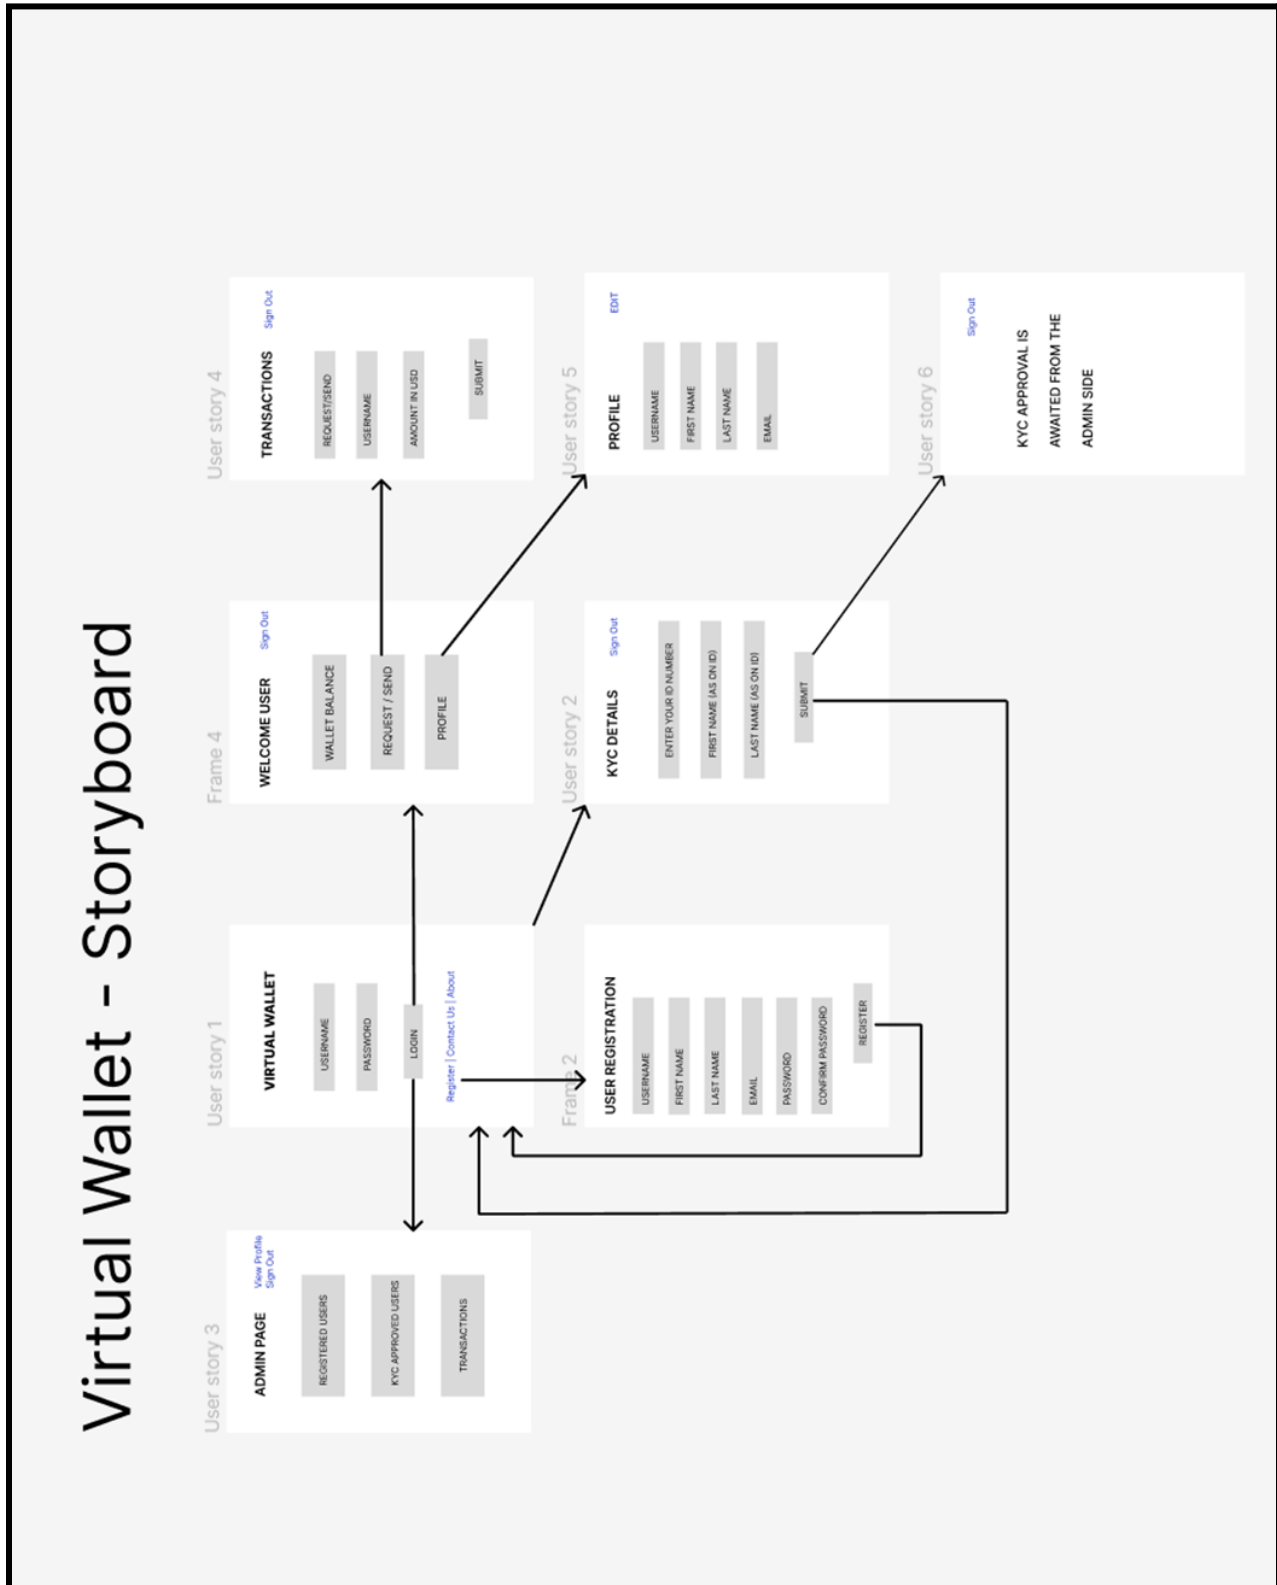 Virtual Wallet - Storyboard
User story 3
ADMIN PAGE
View Profile
Sign Out
REGISTERED USERS
KYC APPROVED USERS
TRANSACTIONS
User story 1
VIRTUAL WALLET
USERNAME
PASSWORD
LOGIN
Register | Contact Us | About
Frame 4
WELCOME USER
Sign Out
WALLET BALANCE
REQUEST / SEND
PROFILE
User story 4
TRANSACTIONS
Sign Out
REQUEST/SEND
USERNAME
AMOUNT IN USD
SUBMIT
Frame 2
USER REGISTRATION
USERNAME
FIRST NAME
LAST NAME
EMAIL
PASSWORD
CONFIRM PASSWORD
REGISTER
User story 2
KYC DETAILS
Sign Out
ENTER YOUR ID NUMBER
FIRST NAME (AS ON ID)
LAST NAME (AS ON ID)
SUBMIT
User story 5
PROFILE
EDIT
USERNAME
FIRST NAME
LAST NAME
EMAIL
User story 6
Sign Out
KYC APPROVAL IS
AWAITED FROM THE
ADMIN SIDE